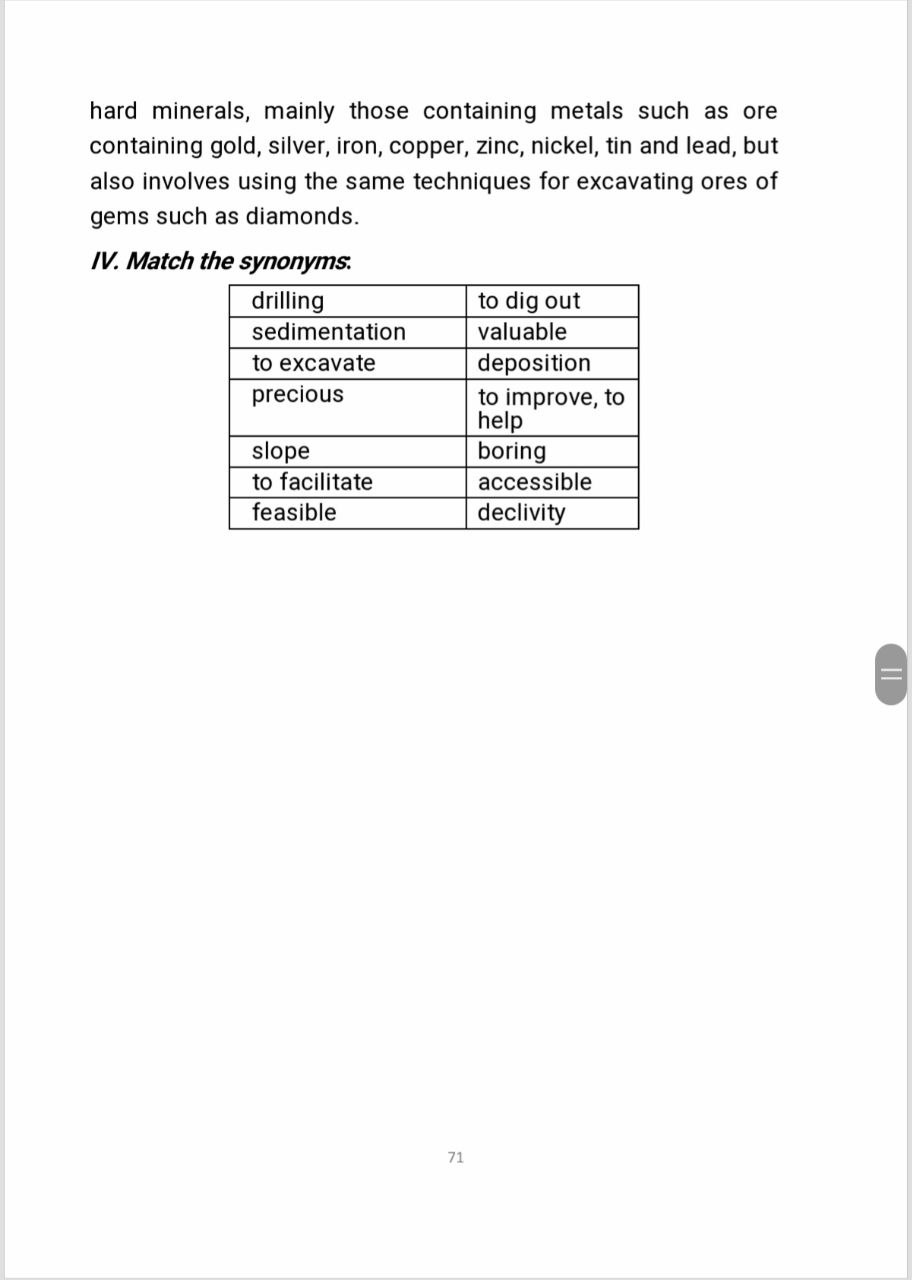 hard minerals, mainly those containing metals such as ore
containing gold, silver, iron, copper, zinc, nickel, tin and lead, but
also involves using the same techniques for excavating ores of
gems such as diamonds.
IV. Match the synonyms:
drilling to dig out
sedimentation valuable
to excavate deposition
precious to improve, to
help
slope boring
to facilitate accessible
feasible declivity
71